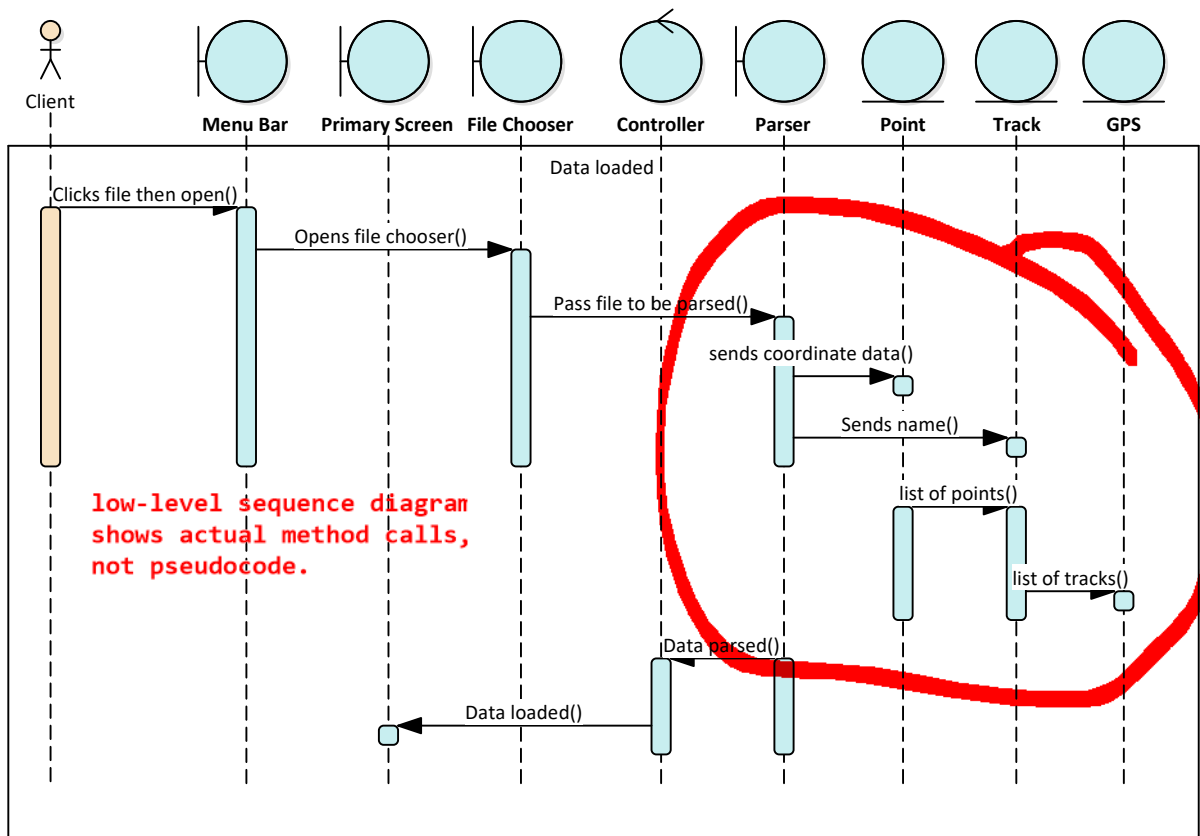 Client
Menu Bar
Primary Screen
File Chooser
Controller
Parser
Point
Track
GPS
Data loaded
Clicks file then open()
Opens file chooser()
Pass file to be parsed()
sends coordinate data()
Sends name()
low-level sequence diagram
shows actual method calls,
not pseudocode.
list of points()
list of tracks()
Data parsed()
Data loaded()